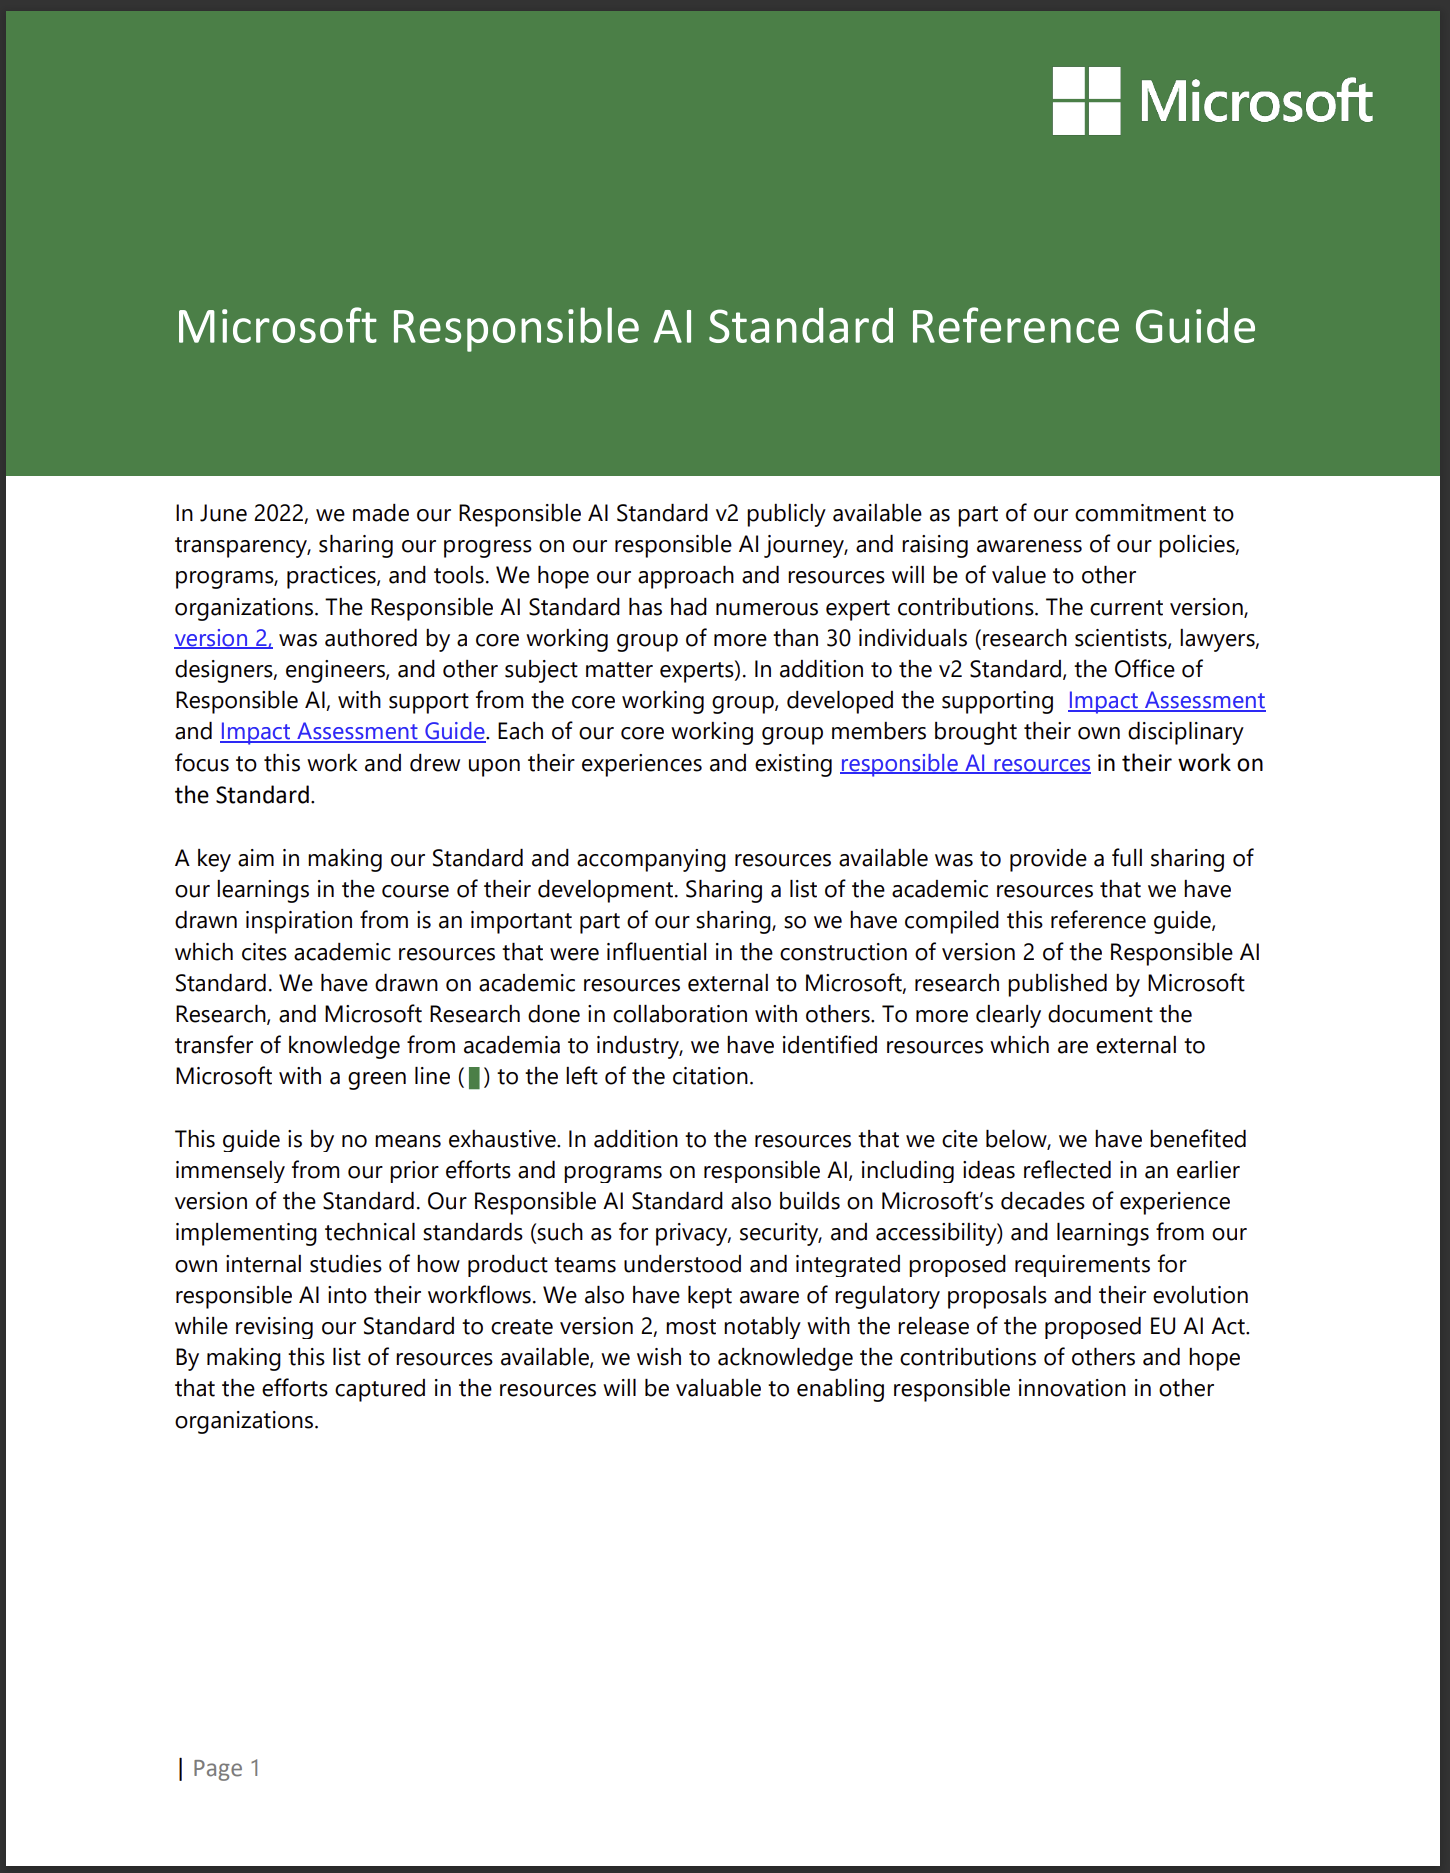 Microsoft
Microsoft Responsible AI Standard Reference Guide
In June 2022, we made our Responsible AI Standard v2 publicly available as part of our commitment to
transparency, sharing our progress on our responsible AI journey, and raising awareness of our policies,
programs, practices, and tools. We hope our approach and resources will be of value to other
organizations. The Responsible AI Standard has had numerous expert contributions. The current version,
version 2, was authored by a core working group of more than 30 individuals (research scientists, lawyers,
designers, engineers, and other subject matter experts). In addition to the v2 Standard, the Office of
Responsible AI, with support from the core working group, developed the supporting  Impact Assessment
and Impact Assessment Guide. Each of our core working group members brought their own disciplinary
focus to this work and drew upon their experiences and existing responsible AI resources in their work on
the Standard.
A key aim in making our Standard and accompanying resources available was to provide a full sharing of
our learnings in the course of their development. Sharing a list of the academic resources that we have
drawn inspiration from is an important part of our sharing, so we have compiled this reference guide,
which cites academic resources that were influential in the construction of version 2 of the Responsible AI
Standard. We have drawn on academic resources external to Microsoft, research published by Microsoft
Research, and Microsoft Research done in collaboration with others. To more clearly document the
transfer of knowledge from academia to industry, we have identified resources which are external to
Microsoft with a green line ( ) to the left of the citation.
This guide is by no means exhaustive. In addition to the resources that we cite below, we have benefited
immensely from our prior efforts and programs on responsible AI, including ideas reflected in an earlier
version of the Standard. Our Responsible AI Standard also builds on Microsoft’s decades of experience
implementing technical standards (such as for privacy, security, and accessibility) and learnings from our
own internal studies of how product teams understood and integrated proposed requirements for
responsible AI into their workflows. We also have kept aware of regulatory proposals and their evolution
while revising our Standard to create version 2, most notably with the release of the proposed EU AI Act.
By making this list of resources available, we wish to acknowledge the contributions of others and hope
that the efforts captured in the resources will be valuable to enabling responsible innovation in other
organizations.
| Page 1